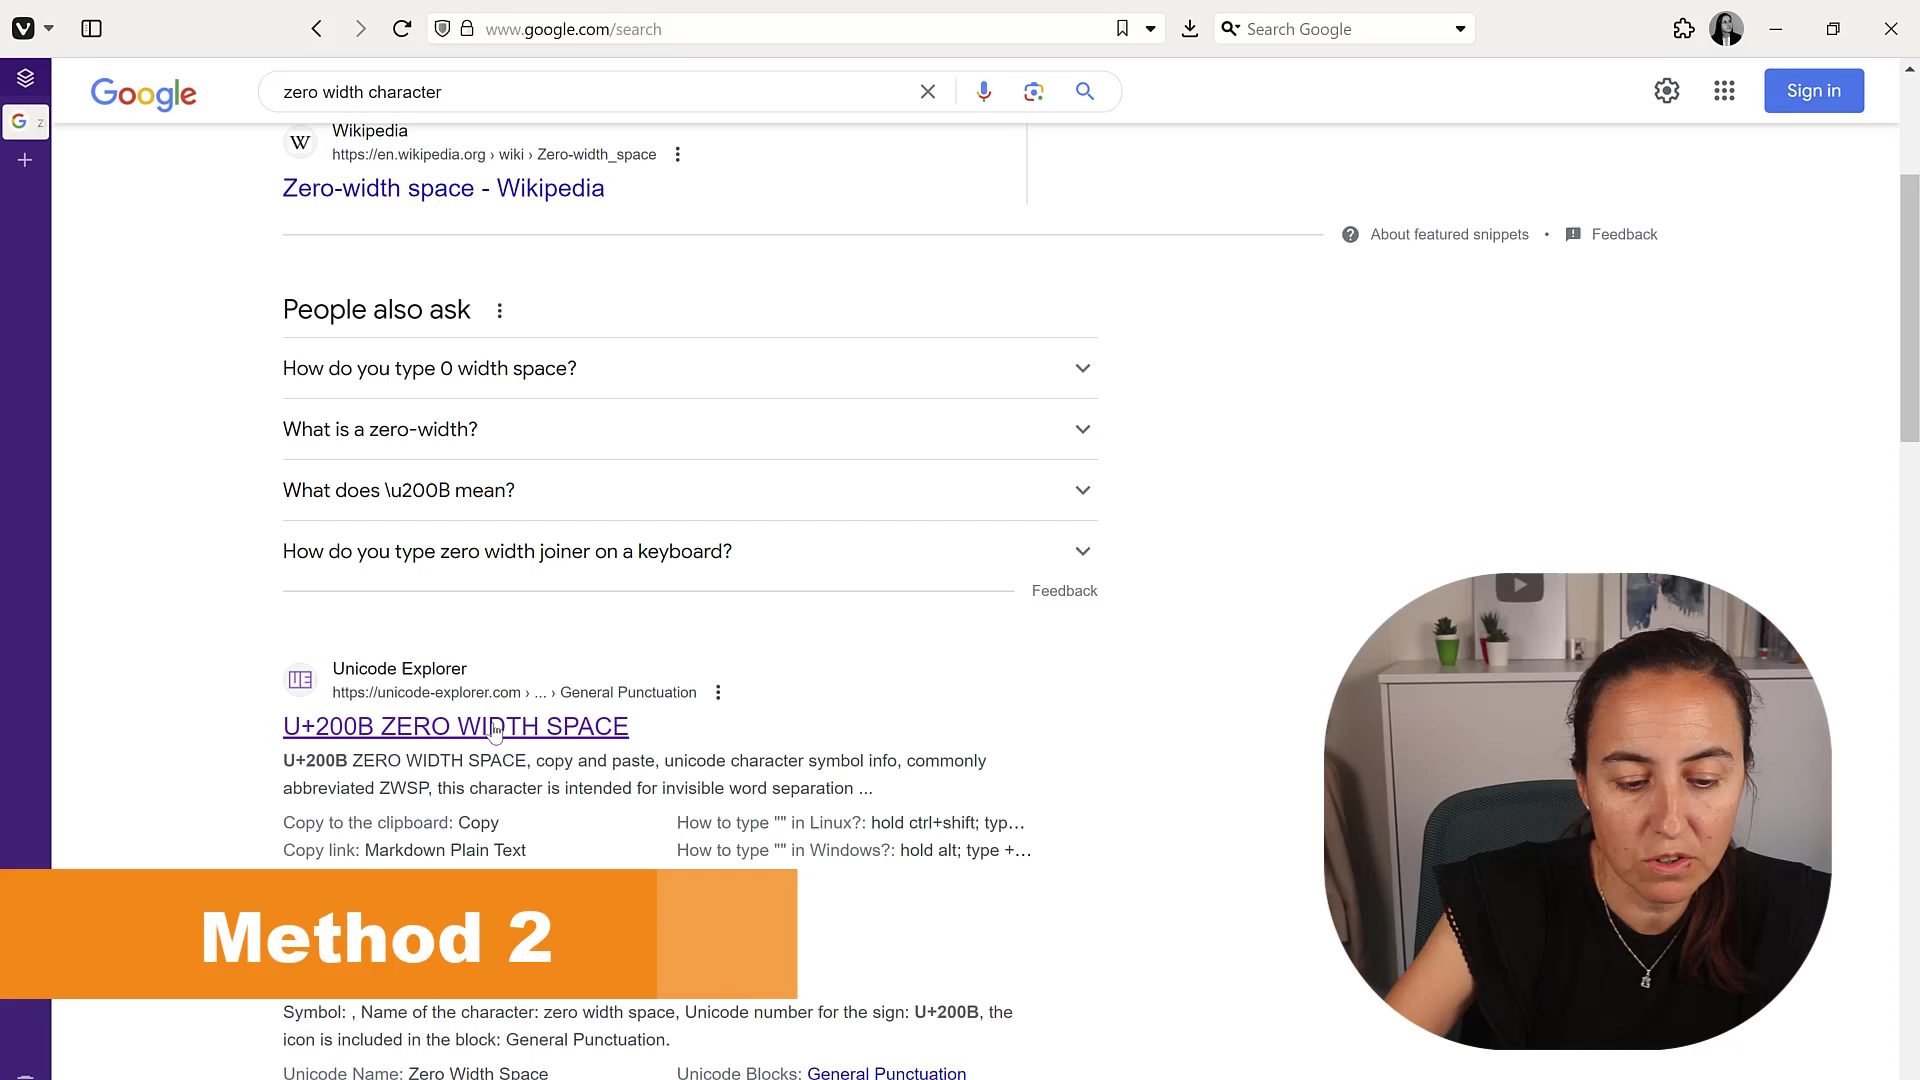 www.google.com/search
Search Google
Google
zero width character
Sign in
Wikipedia
https://en.wikipedia.org › wiki › Zero-width_space
Zero-width space - Wikipedia
About featured snippets • Feedback
People also ask
How do you type 0 width space?
What is a zero-width?
What does \u200B mean?
How do you type zero width joiner on a keyboard?
Feedback
Unicode Explorer
https://unicode-explorer.com › ... › General Punctuation
U+200B ZERO WIDTH SPACE
U+200B ZERO WIDTH SPACE, copy and paste, unicode character symbol info, commonly
abbreviated ZWSP, this character is intended for invisible word separation ...
Copy to the clipboard: Copy
How to type "" in Linux?: hold ctrl+shift; typ...
Copy link: Markdown Plain Text
How to type "" in Windows?: hold alt; type +...
Method 2
Symbol: , Name of the character: zero width space, Unicode number for the sign: U+200B, the
icon is included in the block: General Punctuation.
Unicode Name: Zero Width Space
Unicode Blocks: General Punctuation